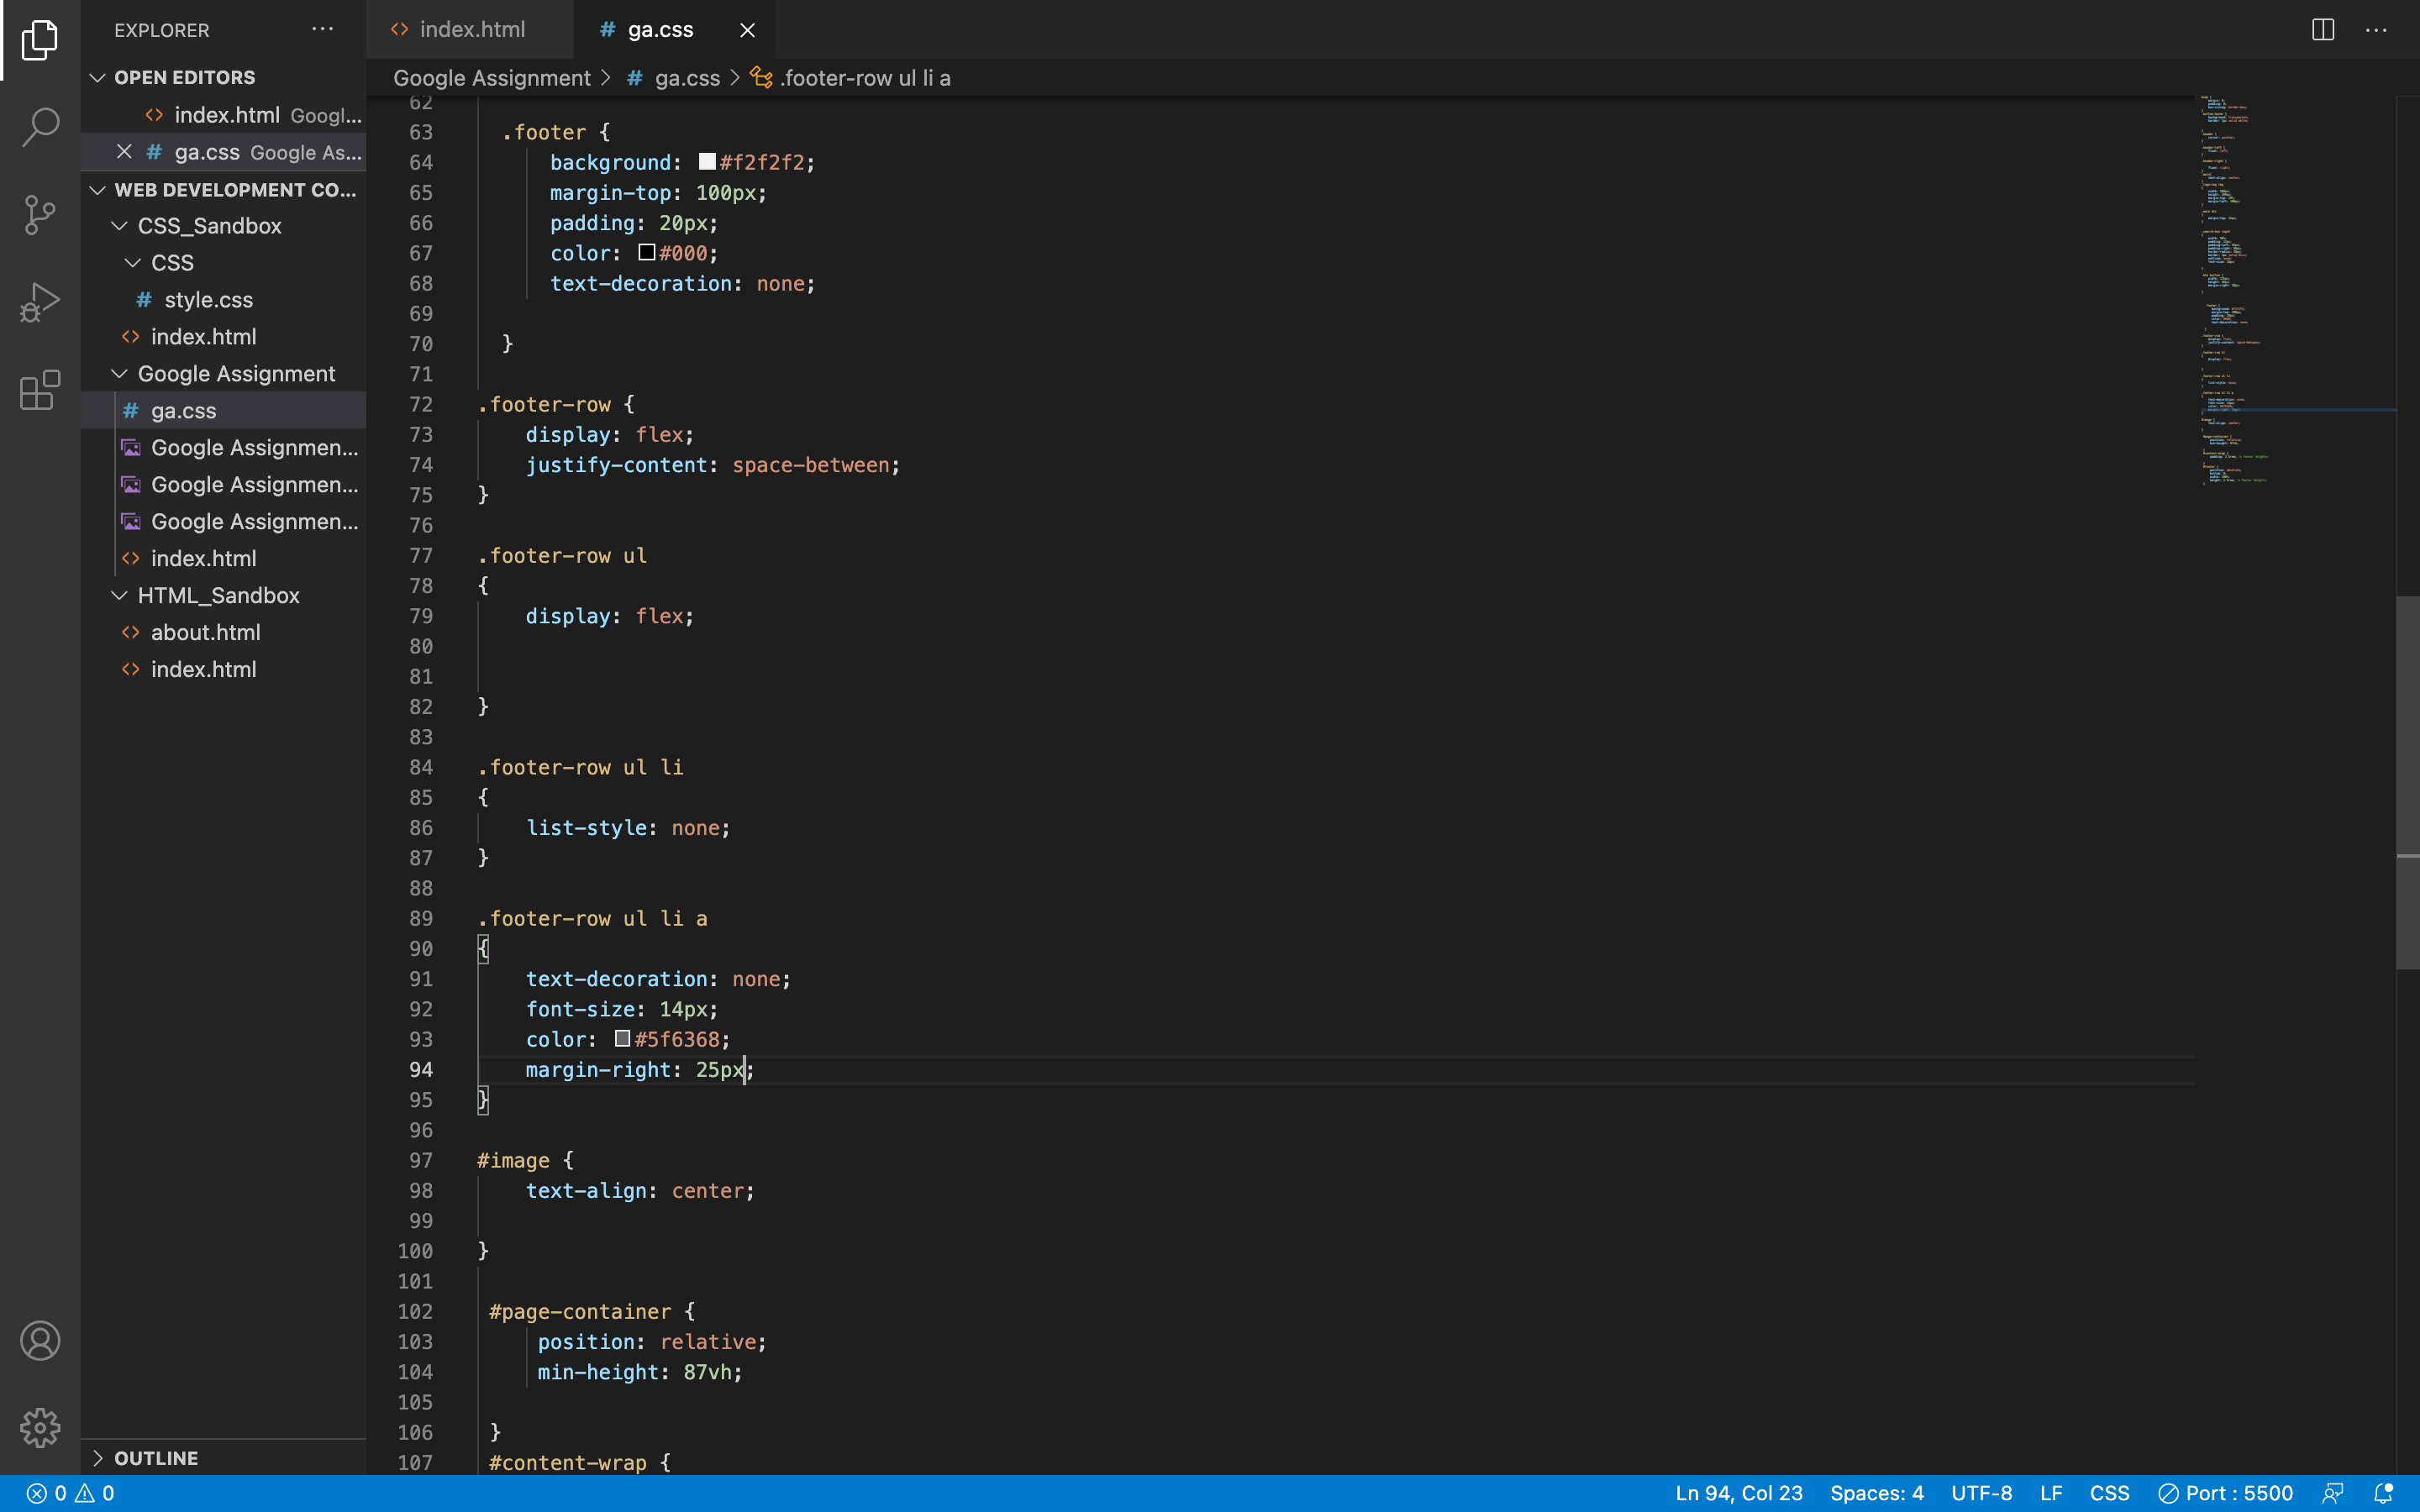 EXPLORER
OPEN EDITORS
index.html Googl...
ga.css Google As...
WEB DEVELOPMENT CO...
CSS_Sandbox
CSS
style.css
index.html
Google Assignment
ga.css
Google Assignmen...
Google Assignmen...
Google Assignmen...
index.html
HTML_Sandbox
about.html
index.html
OUTLINE
index.html
ga.css
Google Assignment > # ga.css > .footer-row ul li a
62
63 .footer {
64 background: #f2f2f2;
65 margin-top: 100px;
66 padding: 20px;
67 color: #000;
68 text-decoration: none;
69
70 }
71
72 .footer-row {
73 display: flex;
74 justify-content: space-between;
75 }
76
77 .footer-row ul
78 {
79 display: flex;
80
81
82 }
83
84 .footer-row ul li
85 {
86 list-style: none;
87 }
88
89 .footer-row ul li a
90 {
91 text-decoration: none;
92 font-size: 14px;
93 color: #5f6368;
94 margin-right: 25px;
95 }
96
97 #image {
98 text-align: center;
99
100 }
101
102 #page-container {
103 position: relative;
104 min-height: 87vh;
105
106 }
107 #content-wrap {
0 0 Ln 94, Col 23 Spaces: 4 UTF-8 LF CSS Port : 5500